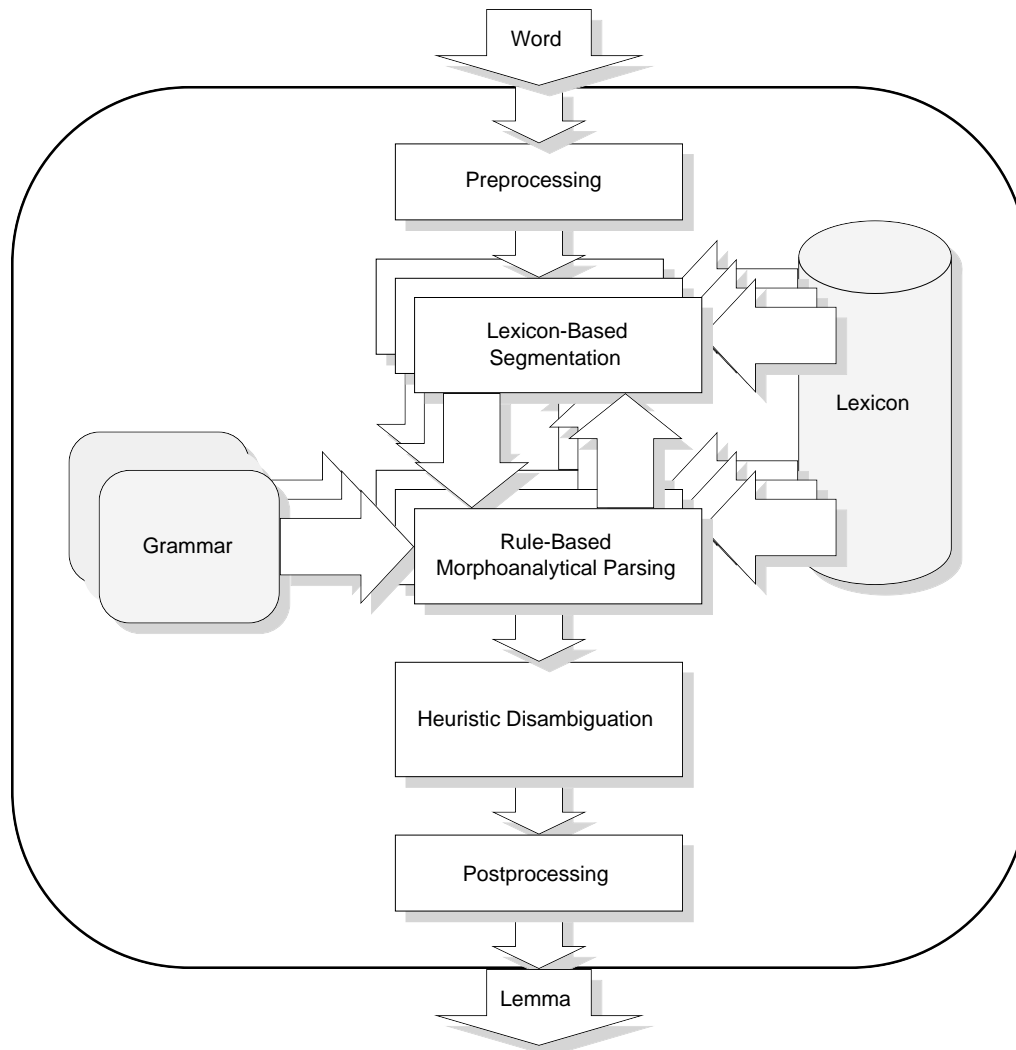 Word
Preprocessing
Lexicon-Based
Segmentation
Lexicon
Grammar
Rule-Based
Morphoanalytical Parsing
Heuristic Disambiguation
Postprocessing
Lemma